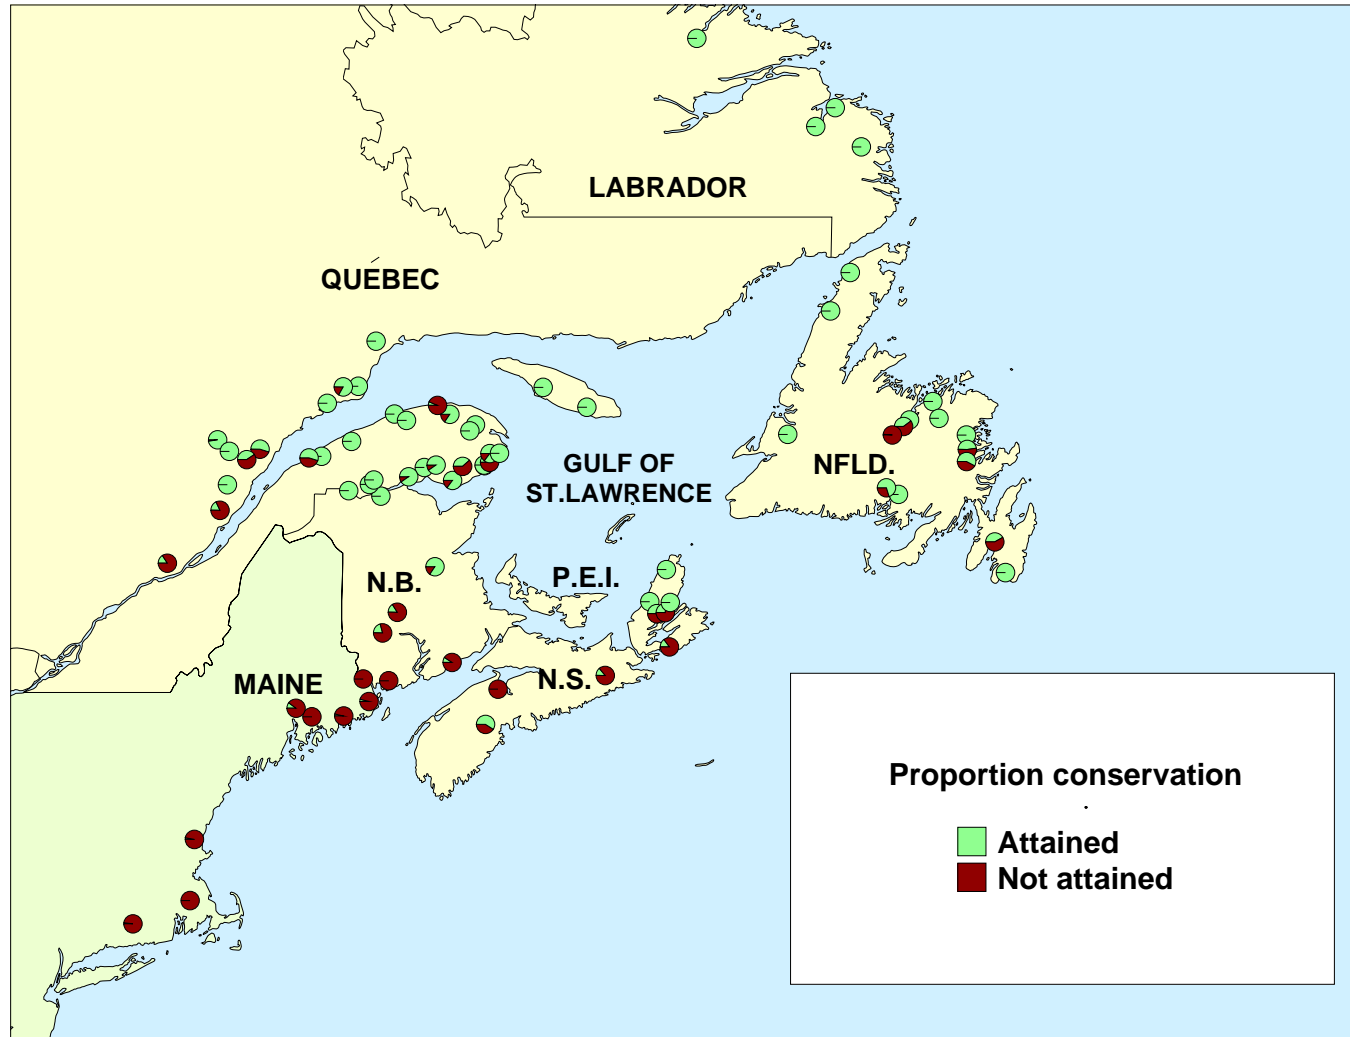 LABRADOR
QUEBEC
GULF OF
ST.LAWRENCE
NFLD.
P.E.I.
N.B.
N.S.
MAINE
Proportion conservation
Attained
Not attained